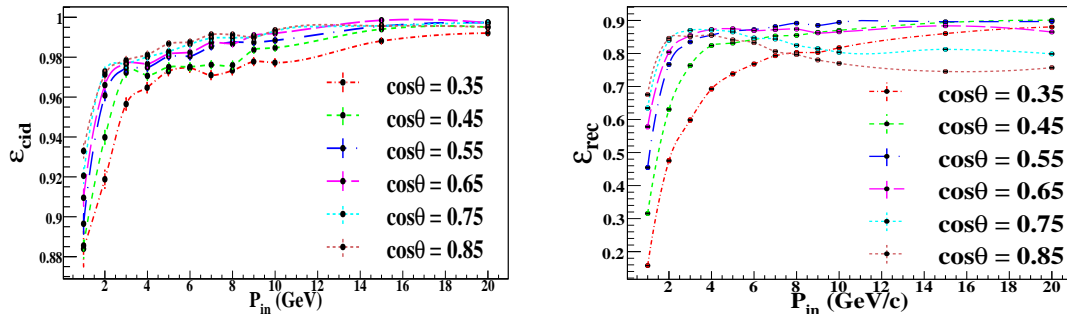 1
0.98
0.96
0.94
0.92
0.9
0.88
ε_cid
cosθ = 0.35
cosθ = 0.45
cosθ = 0.55
cosθ = 0.65
cosθ = 0.75
cosθ = 0.85
2 4 6 8 10 12 14 16 18 20
P_in (GeV)
0.9
0.8
0.7
0.6
0.5
0.4
0.3
0.2
ε_rec
cosθ = 0.35
cosθ = 0.45
cosθ = 0.55
cosθ = 0.65
cosθ = 0.75
cosθ = 0.85
2 4 6 8 10 12 14 16 18 20
P_in (GeV/c)